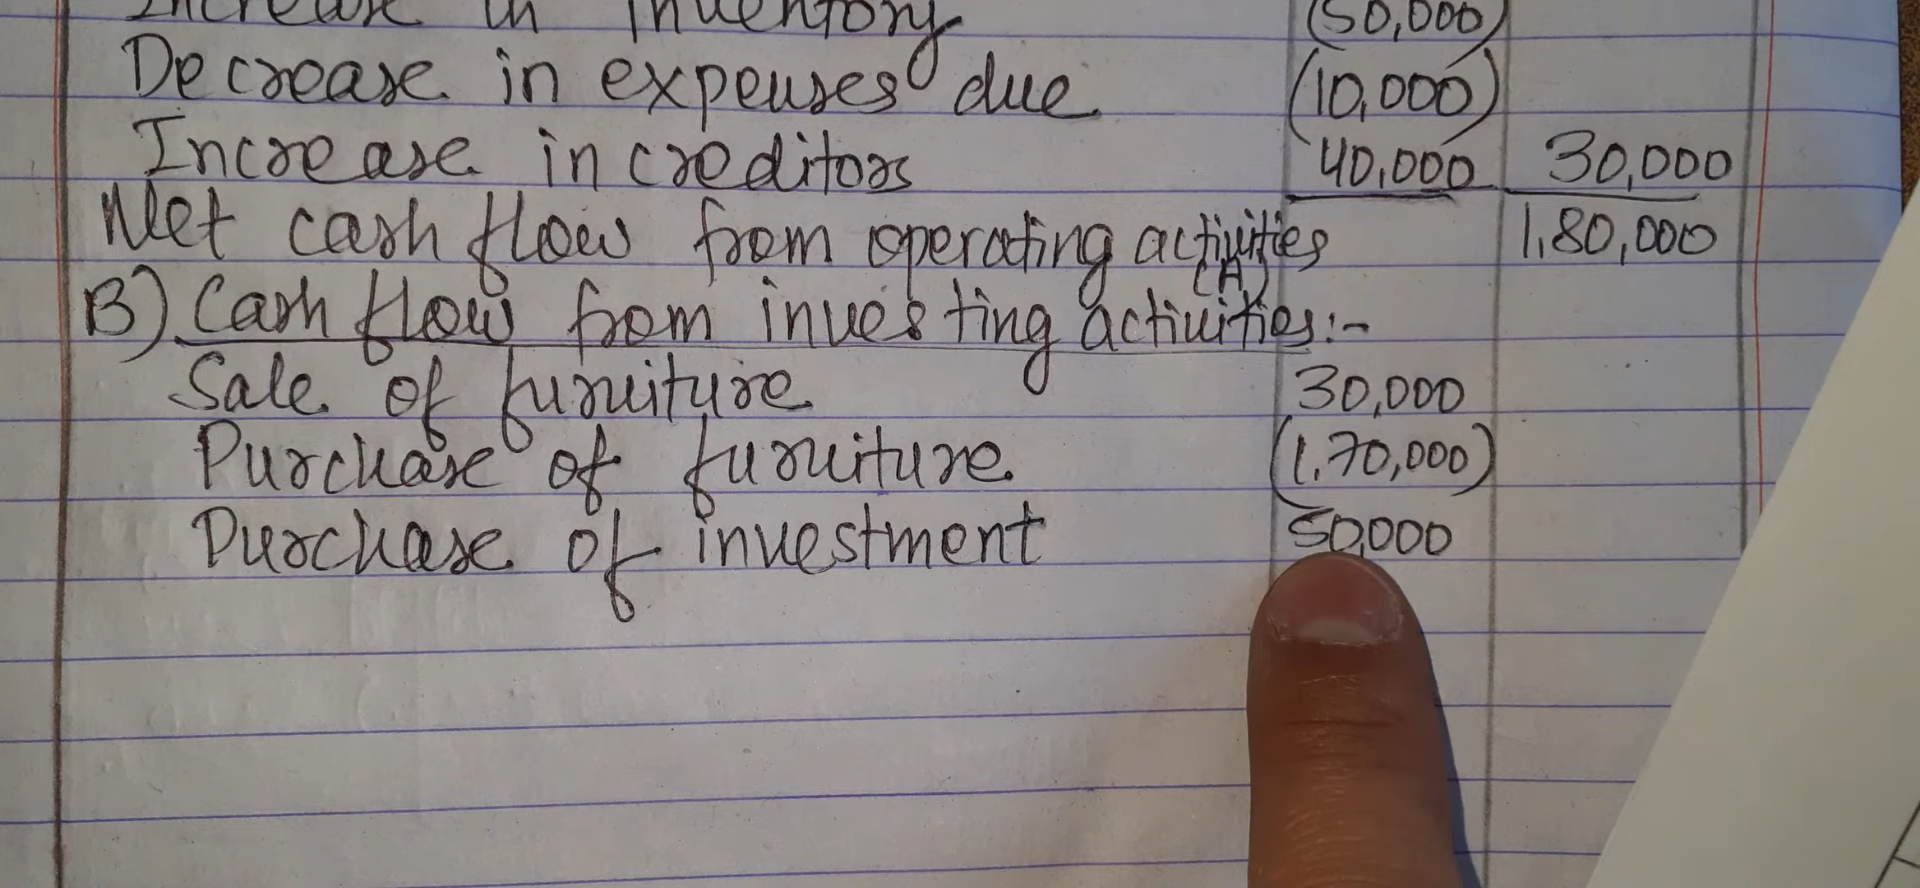 Increase in inventory (50,000)
Decrease in expenses due (10,000)
Increase in creditors 40,000 30,000
Net cash flow from operating activities 1,80,000
(A)
B) Cash flow from investing activities:-
Sale of furniture 30,000
Purchase of furniture (1,70,000)
Purchase of investment 50,000